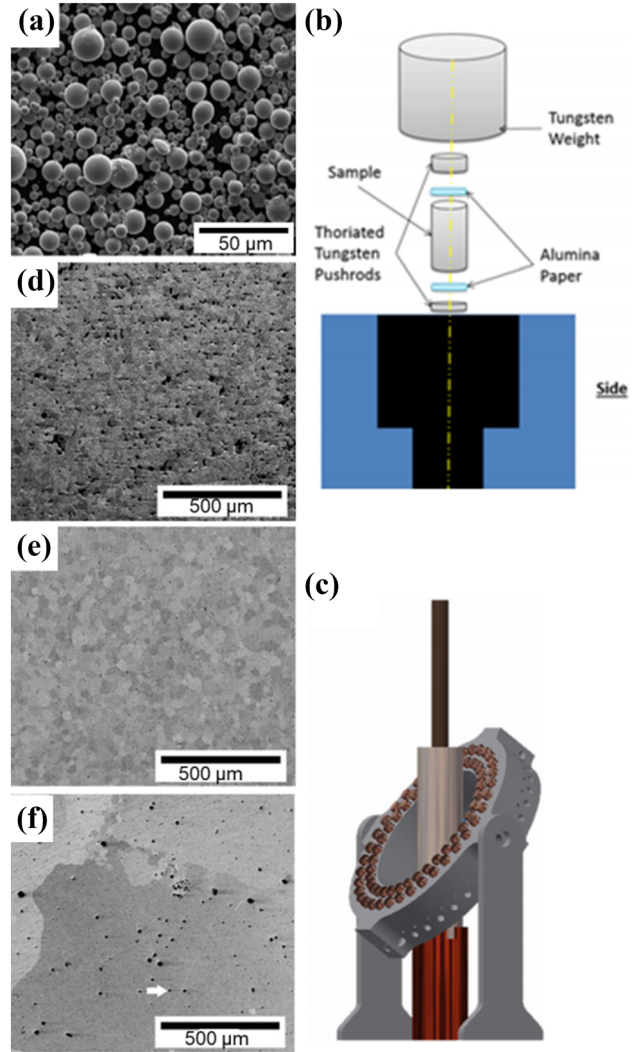 (a)
50 µm
(b)
Tungsten
Weight
Sample
Thoriated
Tungsten
Pushrods
Alumina
Paper
Side
(d)
500 µm
(e)
500 µm
(c)
(f)
500 µm